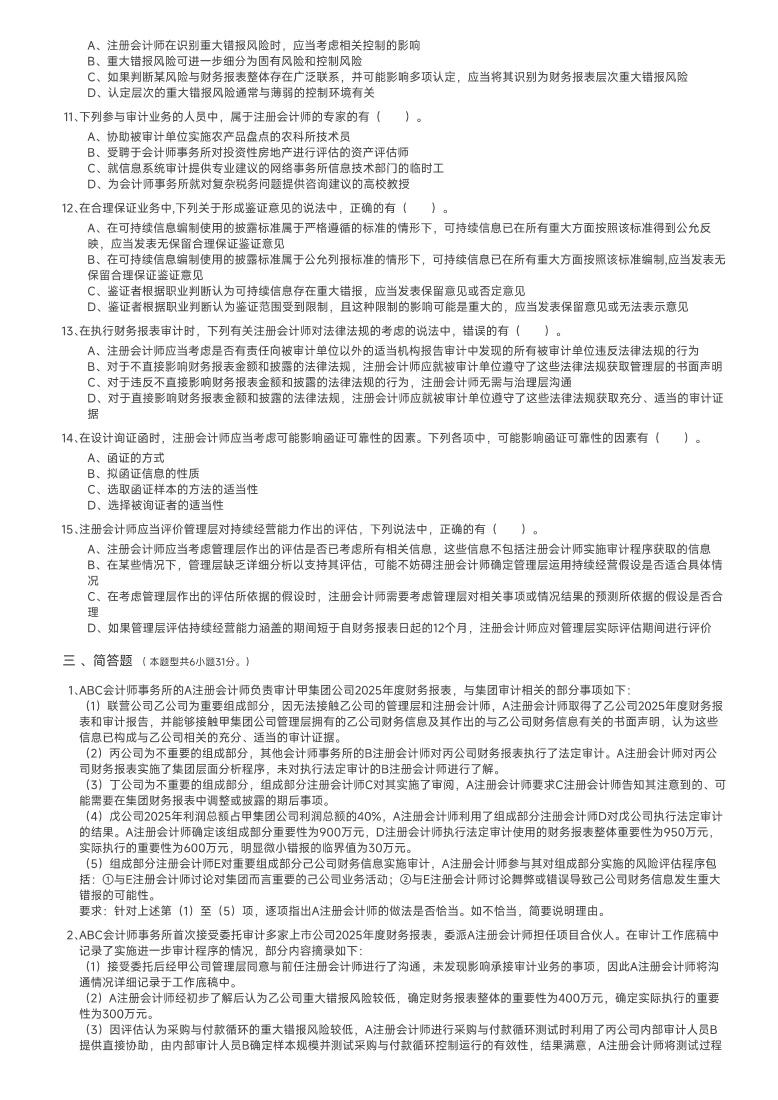 A、注册会计师在识别重大错报风险时，应当考虑相关控制的影响
B、重大错报风险可进一步细分为固有风险和控制风险
C、如果判断某风险与财务报表整体存在广泛联系，并可能影响多项认定，应当将其识别为财务报表层次重大错报风险
D、认定层次的重大错报风险通常与薄弱的控制环境有关
11、下列参与审计业务的人员中，属于注册会计师的专家的有（　　）。
A、协助被审计单位实施农产品盘点的农科所技术员
B、受聘于会计师事务所对投资性房地产进行评估的资产评估师
C、就信息系统审计提供专业建议的网络事务所信息技术部门的临时工
D、为会计师事务所就对复杂税务问题提供咨询建议的高校教授
12、在合理保证业务中,下列关于形成鉴证意见的说法中，正确的有（　　）。
A、在可持续信息编制使用的披露标准属于严格遵循的标准的情形下，可持续信息已在所有重大方面按照该标准得到公允反
映，应当发表无保留合理保证鉴证意见
B、在可持续信息编制使用的披露标准属于公允列报标准的情形下，可持续信息已在所有重大方面按照该标准编制,应当发表无
保留合理保证鉴证意见
C、鉴证者根据职业判断认为可持续信息存在重大错报，应当发表保留意见或否定意见
D、鉴证者根据职业判断认为鉴证范围受到限制，且这种限制的影响可能是重大的，应当发表保留意见或无法表示意见
13、在执行财务报表审计时，下列有关注册会计师对法律法规的考虑的说法中，错误的有（　　）。
A、注册会计师应当考虑是否有责任向被审计单位以外的适当机构报告审计中发现的所有被审计单位违反法律法规的行为
B、对于不直接影响财务报表金额和披露的法律法规，注册会计师应就被审计单位遵守了这些法律法规获取管理层的书面声明
C、对于违反不直接影响财务报表金额和披露的法律法规的行为，注册会计师无需与治理层沟通
D、对于直接影响财务报表金额和披露的法律法规，注册会计师应就被审计单位遵守了这些法律法规获取充分、适当的审计证
据
14、在设计询证函时，注册会计师应当考虑可能影响函证可靠性的因素。下列各项中，可能影响函证可靠性的因素有（　　）。
A、函证的方式
B、拟函证信息的性质
C、选取函证样本的方法的适当性
D、选择被询证者的适当性
15、注册会计师应当评价管理层对持续经营能力作出的评估，下列说法中，正确的有（　　）。
A、注册会计师应当考虑管理层作出的评估是否已考虑所有相关信息，这些信息不包括注册会计师实施审计程序获取的信息
B、在某些情况下，管理层缺乏详细分析以支持其评估，可能不妨碍注册会计师确定管理层运用持续经营假设是否适合具体情
况
C、在考虑管理层作出的评估所依据的假设时，注册会计师需要考虑管理层对相关事项或情况结果的预测所依据的假设是否合
理
D、如果管理层评估持续经营能力涵盖的期间短于自财务报表日起的12个月，注册会计师应对管理层实际评估期间进行评价
三 、简答题 （ 本题型共6小题31分。）
1、ABC会计师事务所的A注册会计师负责审计甲集团公司2025年度财务报表，与集团审计相关的部分事项如下：
（1）联营公司乙公司为重要组成部分，因无法接触乙公司的管理层和注册会计师，A注册会计师取得了乙公司2025年度财务报
表和审计报告，并能够接触甲集团公司管理层拥有的乙公司财务信息及其作出的与乙公司财务信息有关的书面声明，认为这些
信息已构成与乙公司相关的充分、适当的审计证据。
（2）丙公司为不重要的组成部分，其他会计师事务所的B注册会计师对丙公司财务报表执行了法定审计。A注册会计师对丙公
司财务报表实施了集团层面分析程序，未对执行法定审计的B注册会计师进行了解。
（3）丁公司为不重要的组成部分，组成部分注册会计师C对其实施了审阅，A注册会计师要求C注册会计师告知其注意到的、可
能需要在集团财务报表中调整或披露的期后事项。
（4）戊公司2025年利润总额占甲集团公司利润总额的40%，A注册会计师利用了组成部分注册会计师D对戊公司执行法定审计
的结果。A注册会计师确定该组成部分重要性为900万元，D注册会计师执行法定审计使用的财务报表整体重要性为950万元，
实际执行的重要性为600万元，明显微小错报的临界值为30万元。
（5）组成部分注册会计师E对重要组成部分己公司财务信息实施审计，A注册会计师参与其对组成部分实施的风险评估程序包
括：①与E注册会计师讨论对集团而言重要的己公司业务活动；②与E注册会计师讨论舞弊或错误导致己公司财务信息发生重大
错报的可能性。
要求：针对上述第（1）至（5）项，逐项指出A注册会计师的做法是否恰当。如不恰当，简要说明理由。
2、ABC会计师事务所首次接受委托审计多家上市公司2025年度财务报表，委派A注册会计师担任项目合伙人。在审计工作底稿中
记录了实施进一步审计程序的情况，部分内容摘录如下：
（1）接受委托后经甲公司管理层同意与前任注册会计师进行了沟通，未发现影响承接审计业务的事项，因此A注册会计师将沟
通情况详细记录于工作底稿中。
（2）A注册会计师经初步了解后认为乙公司重大错报风险较低，确定财务报表整体的重要性为400万元，确定实际执行的重要
性为300万元。
（3）因评估认为采购与付款循环的重大错报风险较低，A注册会计师进行采购与付款循环测试时利用了丙公司内部审计人员B
提供直接协助，由内部审计人员B确定样本规模并测试采购与付款循环控制运行的有效性，结果满意，A注册会计师将测试过程